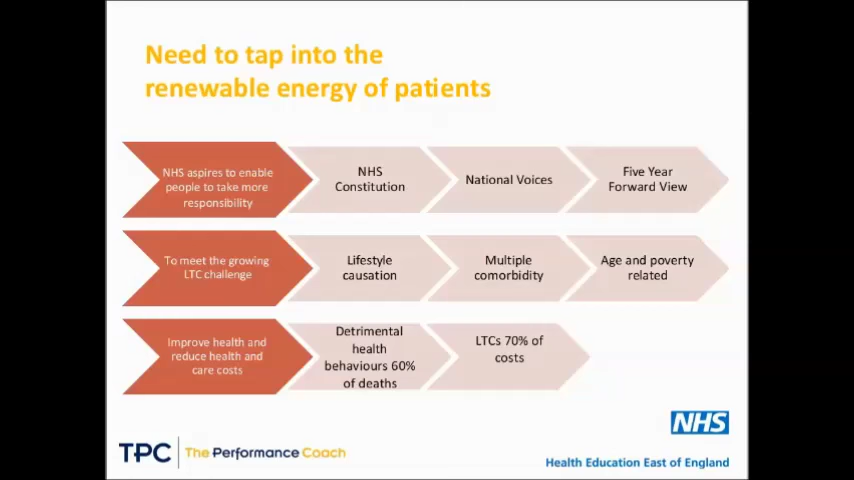 Need to tap into the
renewable energy of patients
NHS aspires to enable
people to take more
responsibility
NHS
Constitution
National Voices
Five Year
Forward View
To meet the growing
LTC challenge
Lifestyle
causation
Multiple
comorbidity
Age and poverty
related
Improve health and
reduce health and
care costs
Detrimental
health
behaviours 60%
of deaths
LTCs 70% of
costs
NHS
TPC The Performance Coach
Health Education East of England